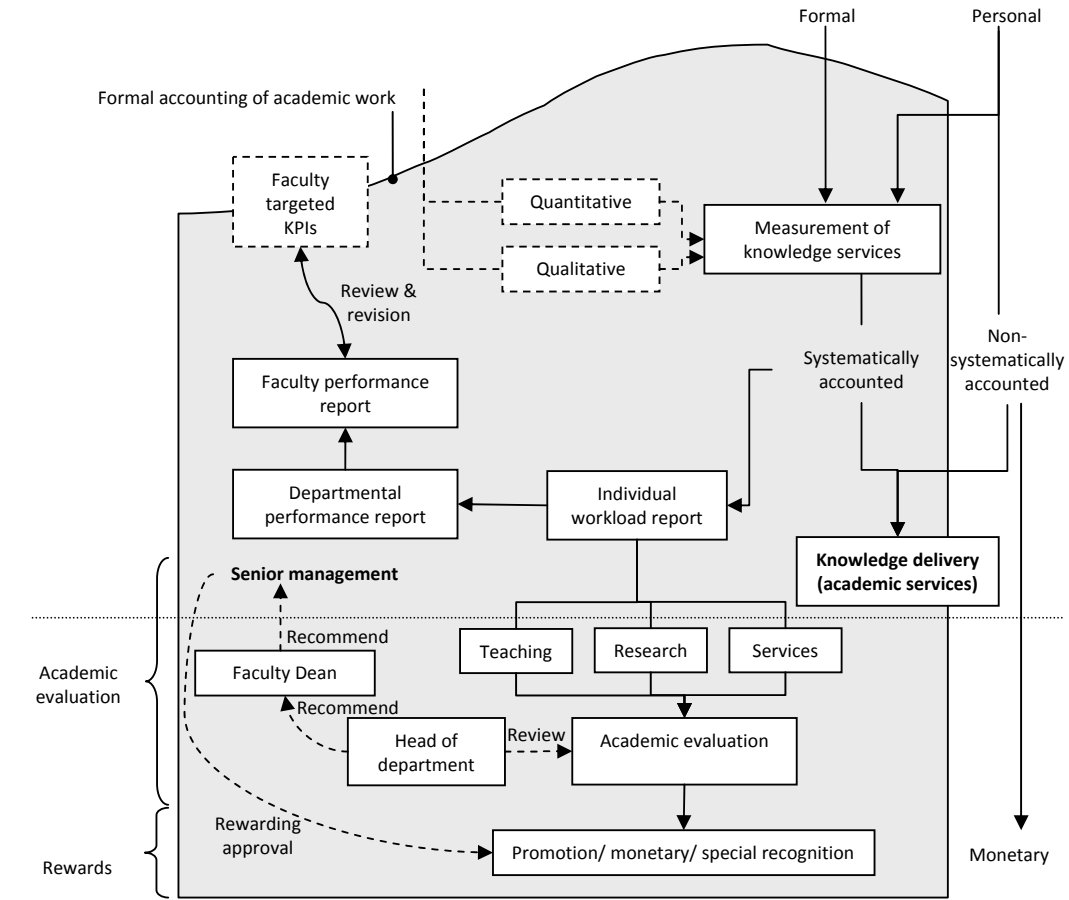 Formal
Personal
Formal accounting of academic work
Faculty
targeted
KPIs
Quantitative
Qualitative
Measurement of
knowledge services
Review &
revision
Faculty performance
report
Systematically
accounted
Non-
systematically
accounted
Departmental
performance report
Individual
workload report
Knowledge delivery
(academic services)
Senior management
Recommend
Faculty Dean
Recommend
Teaching
Research
Services
Academic
evaluation
Head of
department
Review
Academic evaluation
Rewarding
approval
Promotion/ monetary/ special recognition
Monetary
Rewards